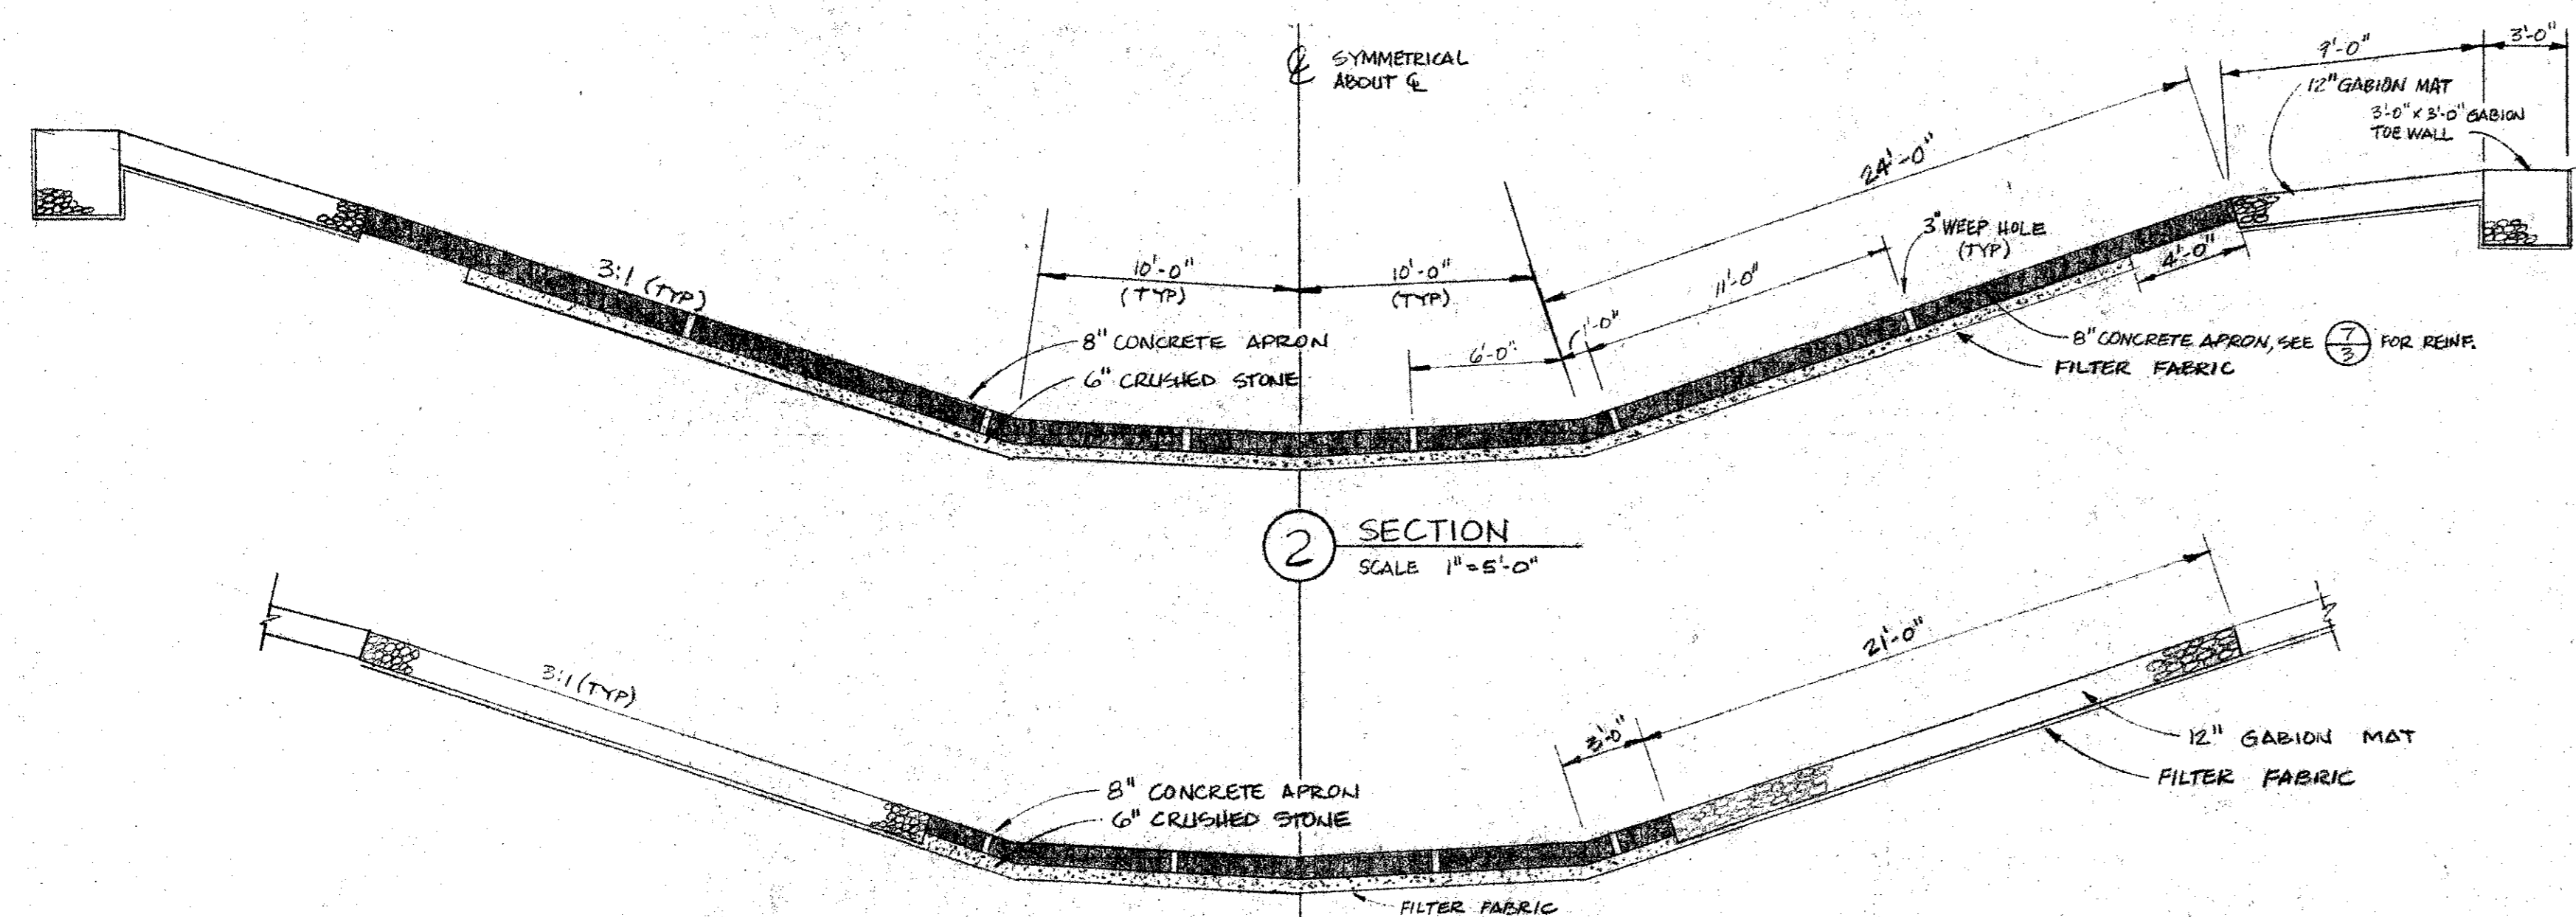 ℄ SYMMETRICAL
ABOUT ℄
9'-0"
3'-0"
12" GABION MAT
3'-0" x 3'-0" GABION
TOE WALL
24'-0"
3" WEEP HOLE
(TYP)
4'-0"
11'-0"
1'-0"
6'-0"
10'-0"
(TYP)
10'-0"
(TYP)
3:1 (TYP)
8" CONCRETE APRON
6" CRUSHED STONE
8" CONCRETE APRON, SEE 7/3 FOR REINF.
FILTER FABRIC
2 SECTION
SCALE 1"=5'-0"
3:1 (TYP)
21'-0"
3'-0"
12" GABION MAT
FILTER FABRIC
8" CONCRETE APRON
6" CRUSHED STONE
FILTER FABRIC